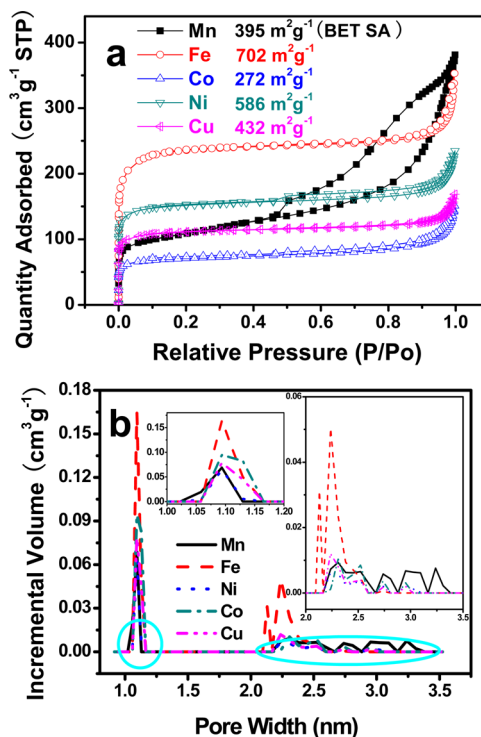 a
Mn 395 m²g⁻¹ (BET SA)
Fe 702 m²g⁻¹
Co 272 m²g⁻¹
Ni 586 m²g⁻¹
Cu 432 m²g⁻¹
Quantity Adsorbed (cm³g⁻¹ STP)
400
300
200
100
0
0.0 0.2 0.4 0.6 0.8 1.0
Relative Pressure (P/Po)
b
Incremental Volume (cm³g⁻¹)
0.18
0.15
0.12
0.09
0.06
0.03
0.00
0.15
0.10
0.05
0.00
1.00 1.05 1.10 1.15 1.20
0.06
0.04
0.02
0.00
2.0 2.5 3.0 3.5
Mn
Fe
Ni
Co
Cu
1.0 1.5 2.0 2.5 3.0 3.5
Pore Width (nm)